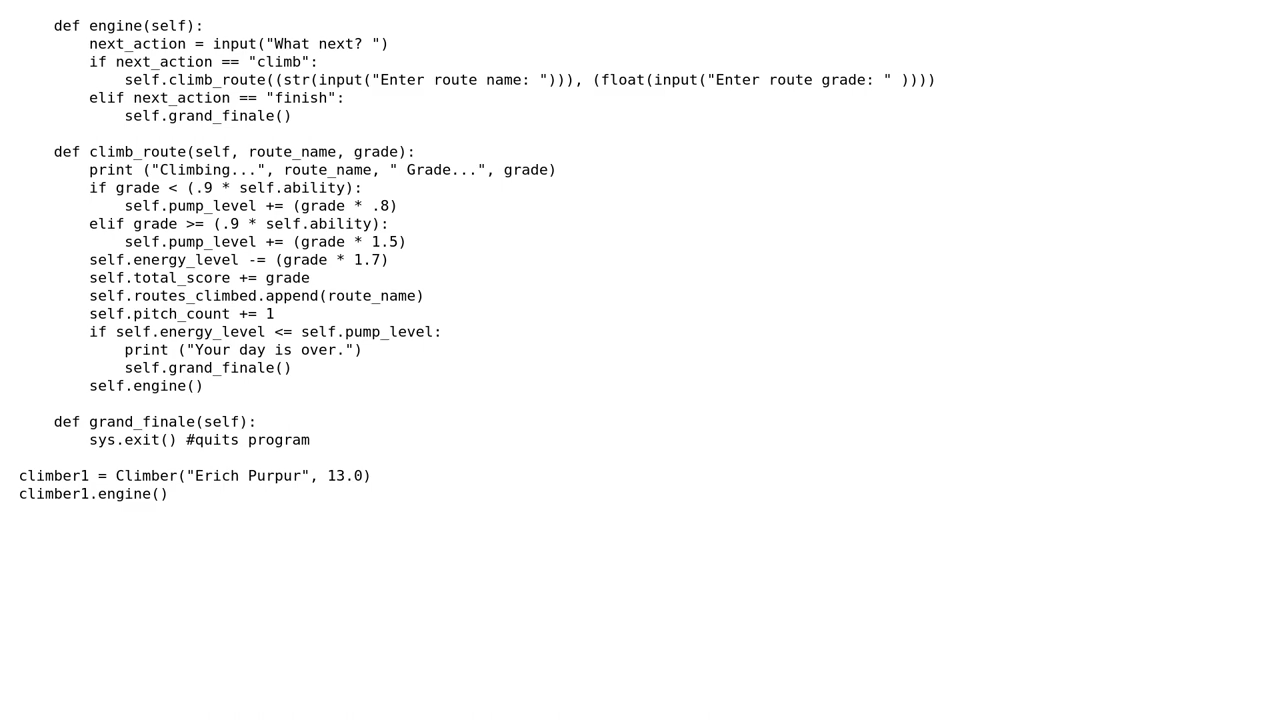 def engine(self):
        next_action = input("What next? ")
        if next_action == "climb":
            self.climb_route((str(input("Enter route name: "))), (float(input("Enter route grade: " ))))
        elif next_action == "finish":
            self.grand_finale()

    def climb_route(self, route_name, grade):
        print ("Climbing...", route_name, " Grade...", grade)
        if grade < (.9 * self.ability):
            self.pump_level += (grade * .8)
        elif grade >= (.9 * self.ability):
            self.pump_level += (grade * 1.5)
        self.energy_level -= (grade * 1.7)
        self.total_score += grade
        self.routes_climbed.append(route_name)
        self.pitch_count += 1
        if self.energy_level <= self.pump_level:
            print ("Your day is over.")
            self.grand_finale()
        self.engine()

    def grand_finale(self):
        sys.exit() #quits program

climber1 = Climber("Erich Purpur", 13.0)
climber1.engine()